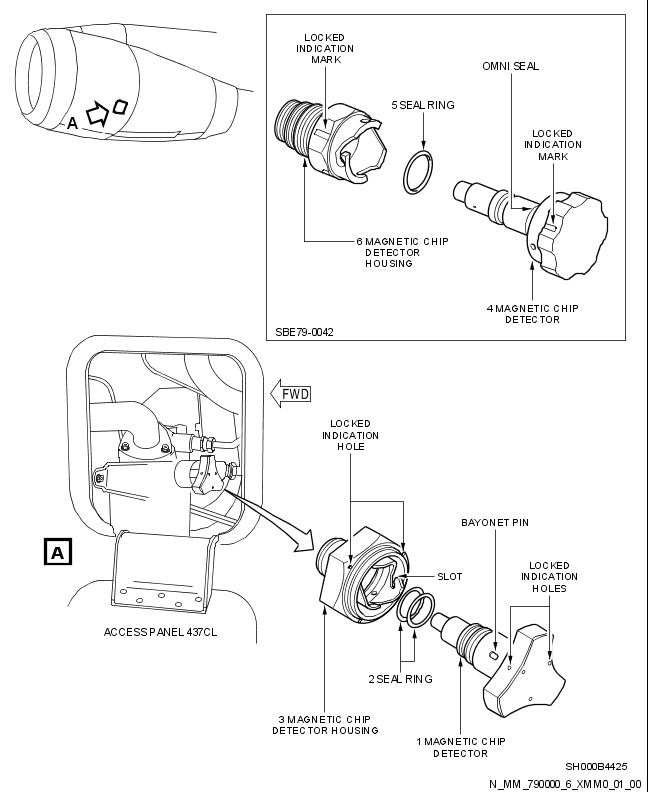 LOCKED
INDICATION
MARK
OMNI SEAL
5 SEAL RING
LOCKED
INDICATION
MARK
A
6 MAGNETIC CHIP
DETECTOR
HOUSING
4 MAGNETIC CHIP
DETECTOR
SBE79-0042
FWD
LOCKED
INDICATION
HOLE
BAYONET PIN
A
SLOT
LOCKED
INDICATION
HOLES
ACCESS PANEL 437CL
2 SEAL RING
3 MAGNETIC CHIP
DETECTOR HOUSING
1 MAGNETIC CHIP
DETECTOR
SH000B4425
N_MM_790000_6_XMM0_01_00